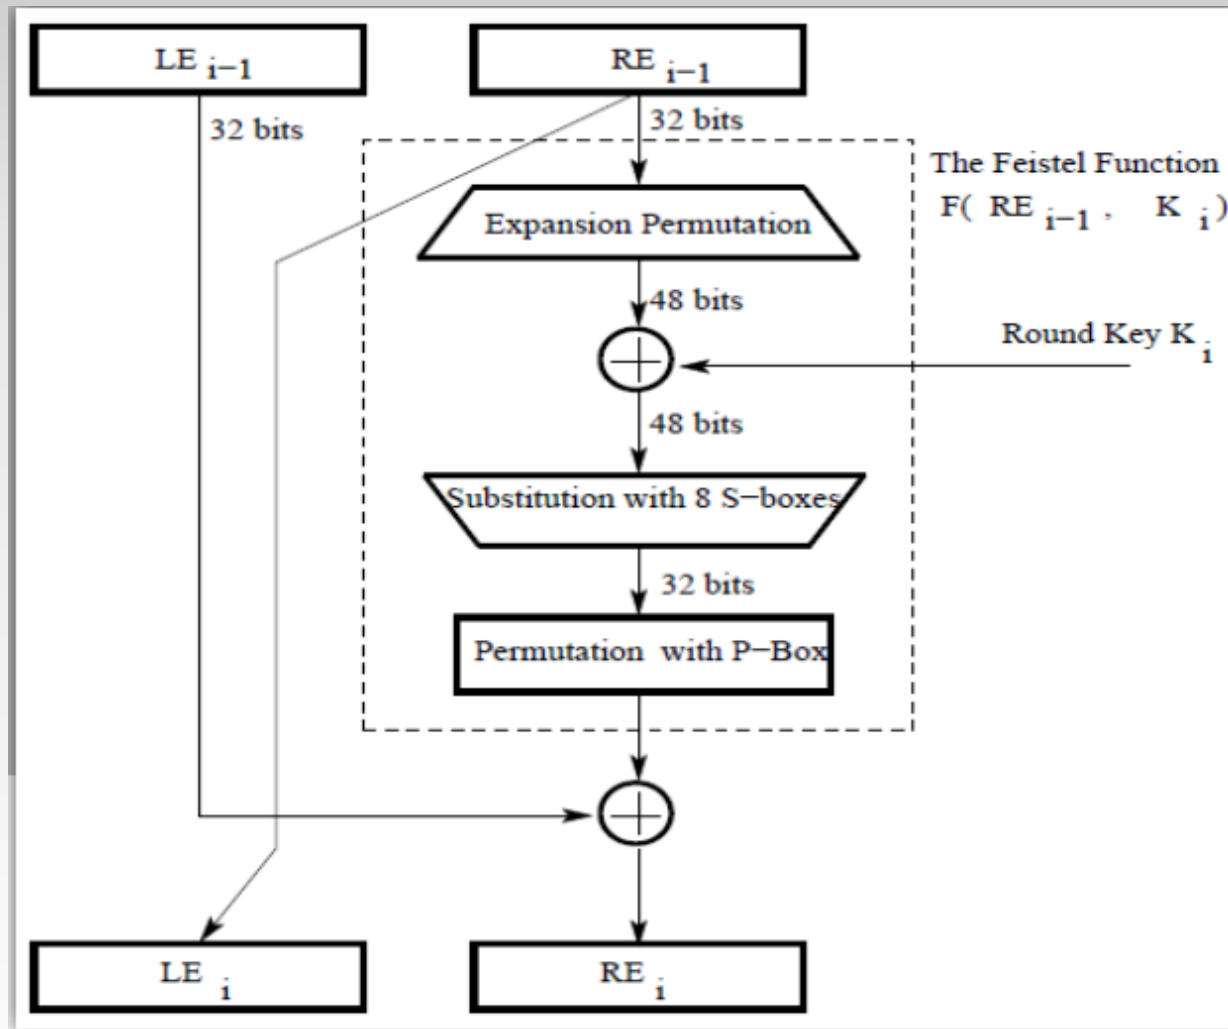 LE i−1
RE i−1
32 bits
32 bits
The Feistel Function
F( RE i−1 , K i )
Expansion Permutation
48 bits
Round Key K i
48 bits
Substitution with 8 S−boxes
32 bits
Permutation with P−Box
LE i
RE i